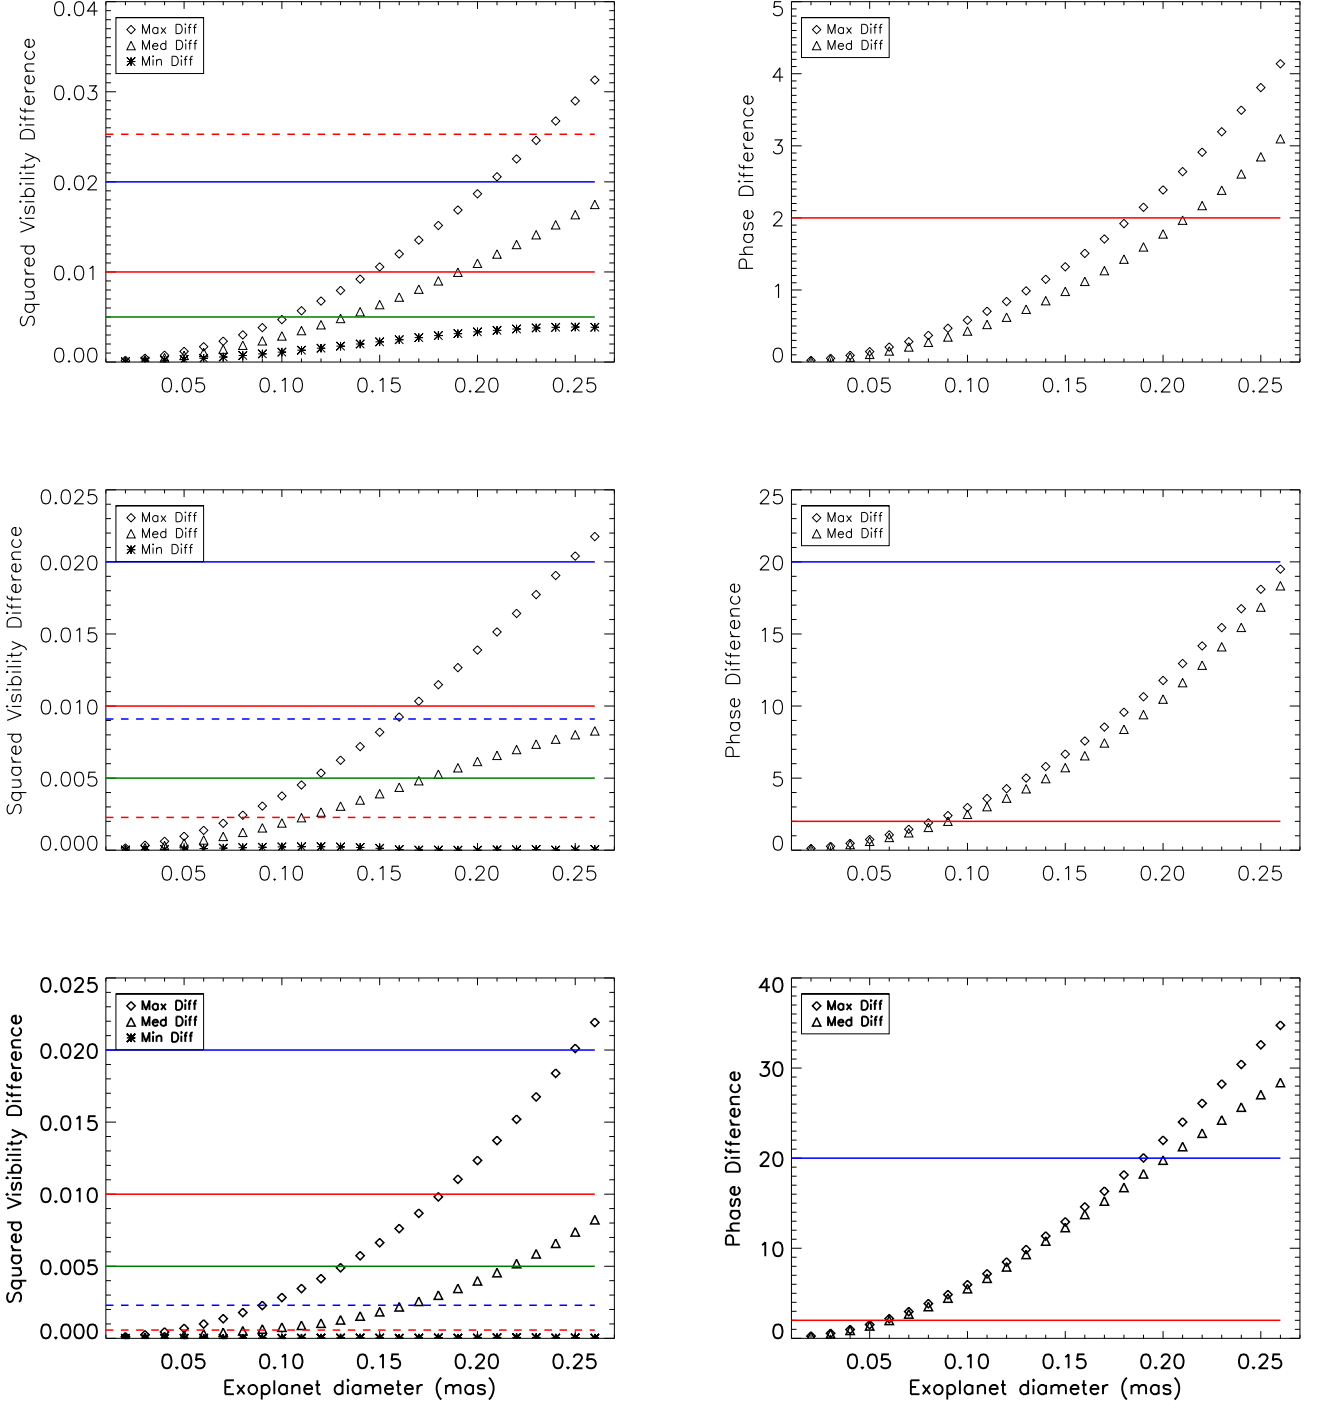 Squared Visibility Difference
0.04
0.03
0.02
0.01
0.00
Max Diff
Med Diff
Min Diff
0.05 0.10 0.15 0.20 0.25
Phase Difference
5
4
3
2
1
0
Max Diff
Med Diff
0.05 0.10 0.15 0.20 0.25
Squared Visibility Difference
0.025
0.020
0.015
0.010
0.005
0.000
Max Diff
Med Diff
Min Diff
0.05 0.10 0.15 0.20 0.25
Phase Difference
25
20
15
10
5
0
Max Diff
Med Diff
0.05 0.10 0.15 0.20 0.25
Squared Visibility Difference
0.025
0.020
0.015
0.010
0.005
0.000
Max Diff
Med Diff
Min Diff
0.05 0.10 0.15 0.20 0.25
Exoplanet diameter (mas)
Phase Difference
40
30
20
10
0
Max Diff
Med Diff
0.05 0.10 0.15 0.20 0.25
Exoplanet diameter (mas)